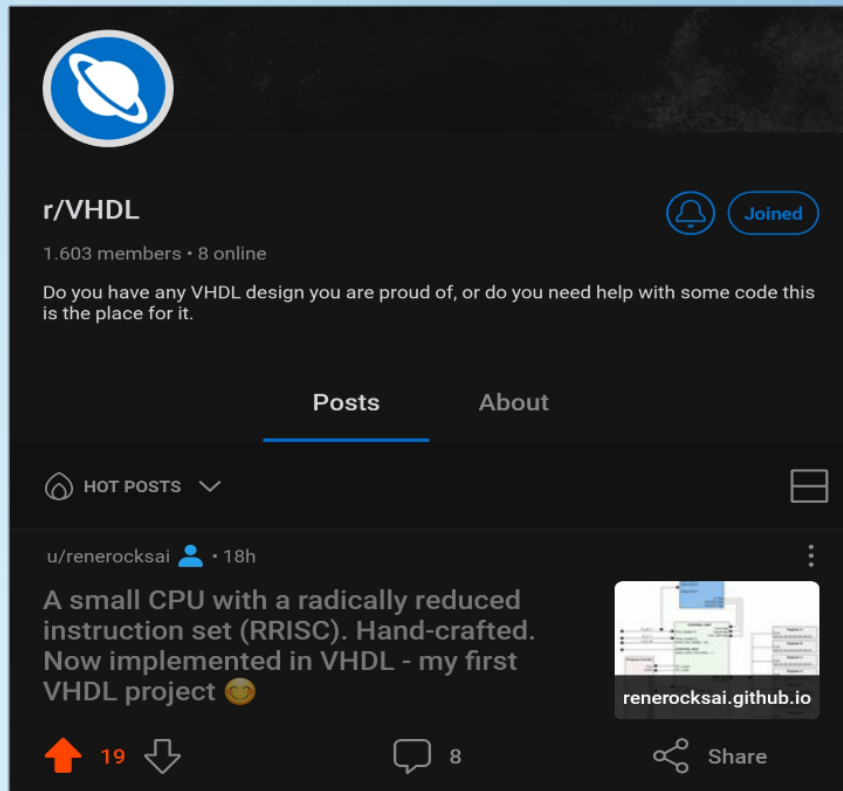 r/VHDL
Joined
1.603 members • 8 online
Do you have any VHDL design you are proud of, or do you need help with some code this
is the place for it.
Posts
About
HOT POSTS
u/renerocksai • 18h
A small CPU with a radically reduced
instruction set (RRISC). Hand-crafted.
Now implemented in VHDL - my first
VHDL project 😊
renerocksai.github.io
19
8
Share